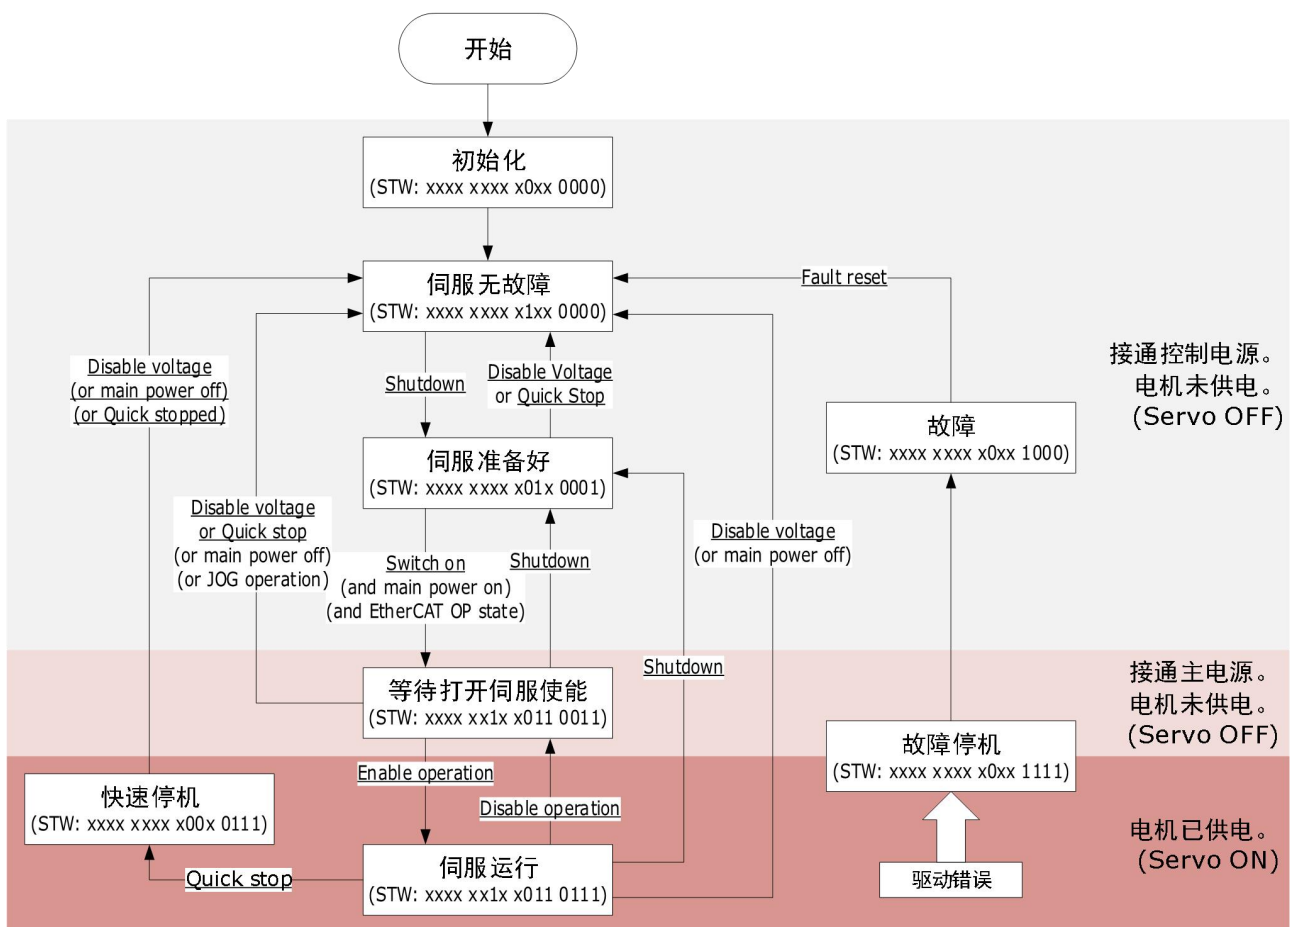 开始
初始化
(STW: xxxx xxxx x0xx 0000)
伺服无故障
(STW: xxxx xxxx x1xx 0000)
Fault reset
Disable voltage
(or main power off)
(or Quick stopped)
Shutdown
Disable Voltage
or Quick Stop
接通控制电源。
电机未供电。
(Servo OFF)
故障
(STW: xxxx xxxx x0xx 1000)
伺服准备好
(STW: xxxx xxxx x01x 0001)
Disable voltage
or Quick stop
(or main power off)
(or JOG operation)
Switch on
(and main power on)
(and EtherCAT OP state)
Shutdown
Disable voltage
(or main power off)
Shutdown
等待打开伺服使能
(STW: xxxx xx1x x011 0011)
接通主电源。
电机未供电。
(Servo OFF)
故障停机
(STW: xxxx xxxx x0xx 1111)
Enable operation
Disable operation
快速停机
(STW: xxxx xxxx x00x 0111)
Quick stop
伺服运行
(STW: xxxx xx1x x011 0111)
驱动错误
电机已供电。
(Servo ON)